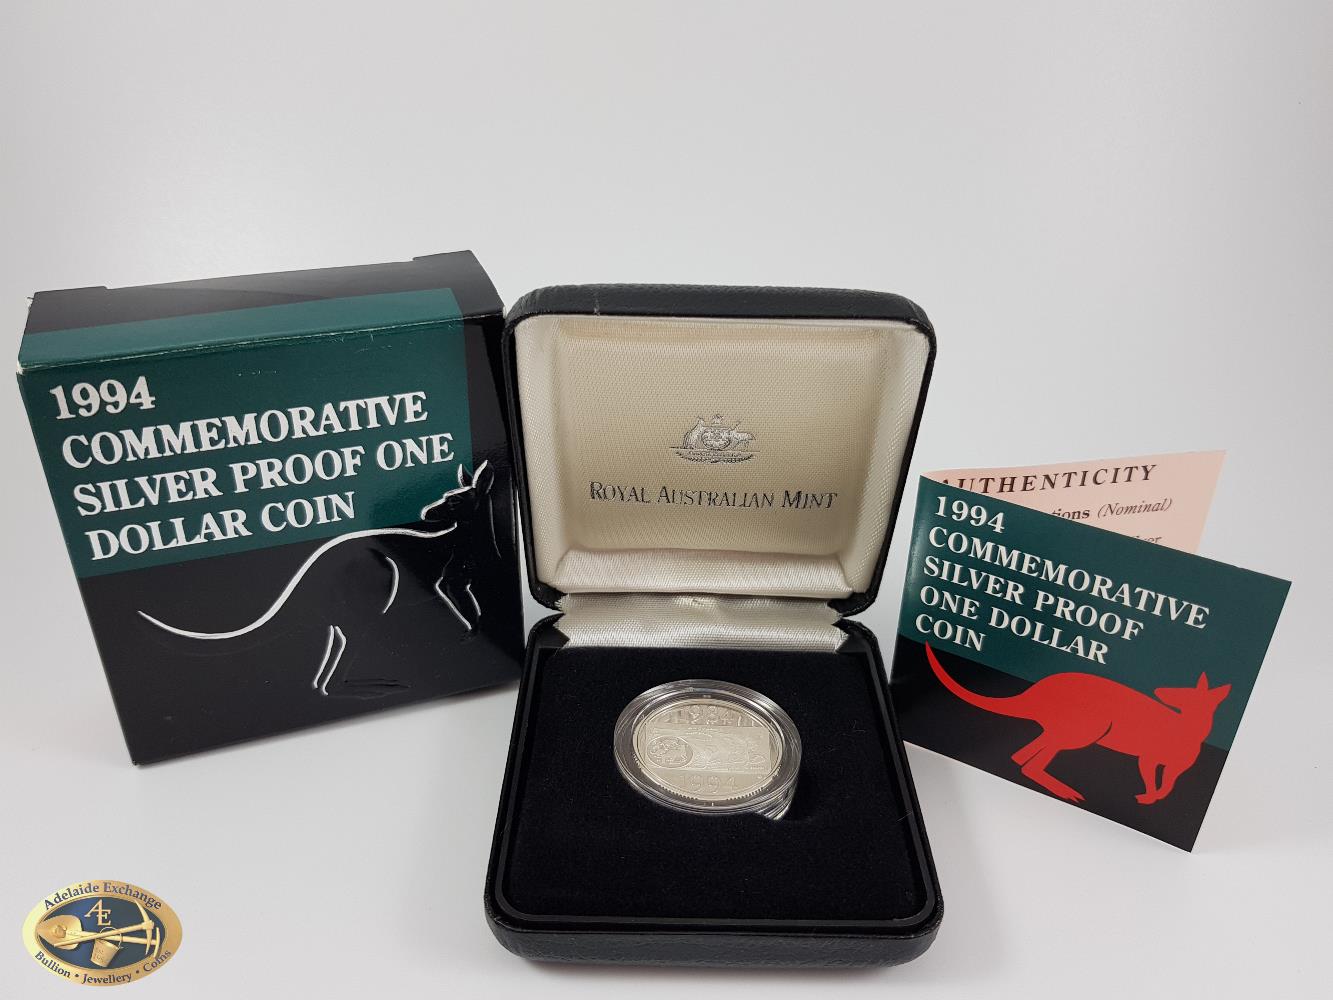 1994
COMMEMORATIVE
SILVER PROOF ONE
DOLLAR COIN
ROYAL AUSTRALIAN MINT
1984
1994
AUTHENTICITY
(Nominal)
1994
COMMEMORATIVE
SILVER PROOF
ONE DOLLAR
COIN
Adelaide Exchange
AE
Bullion • Jewellery • Coins